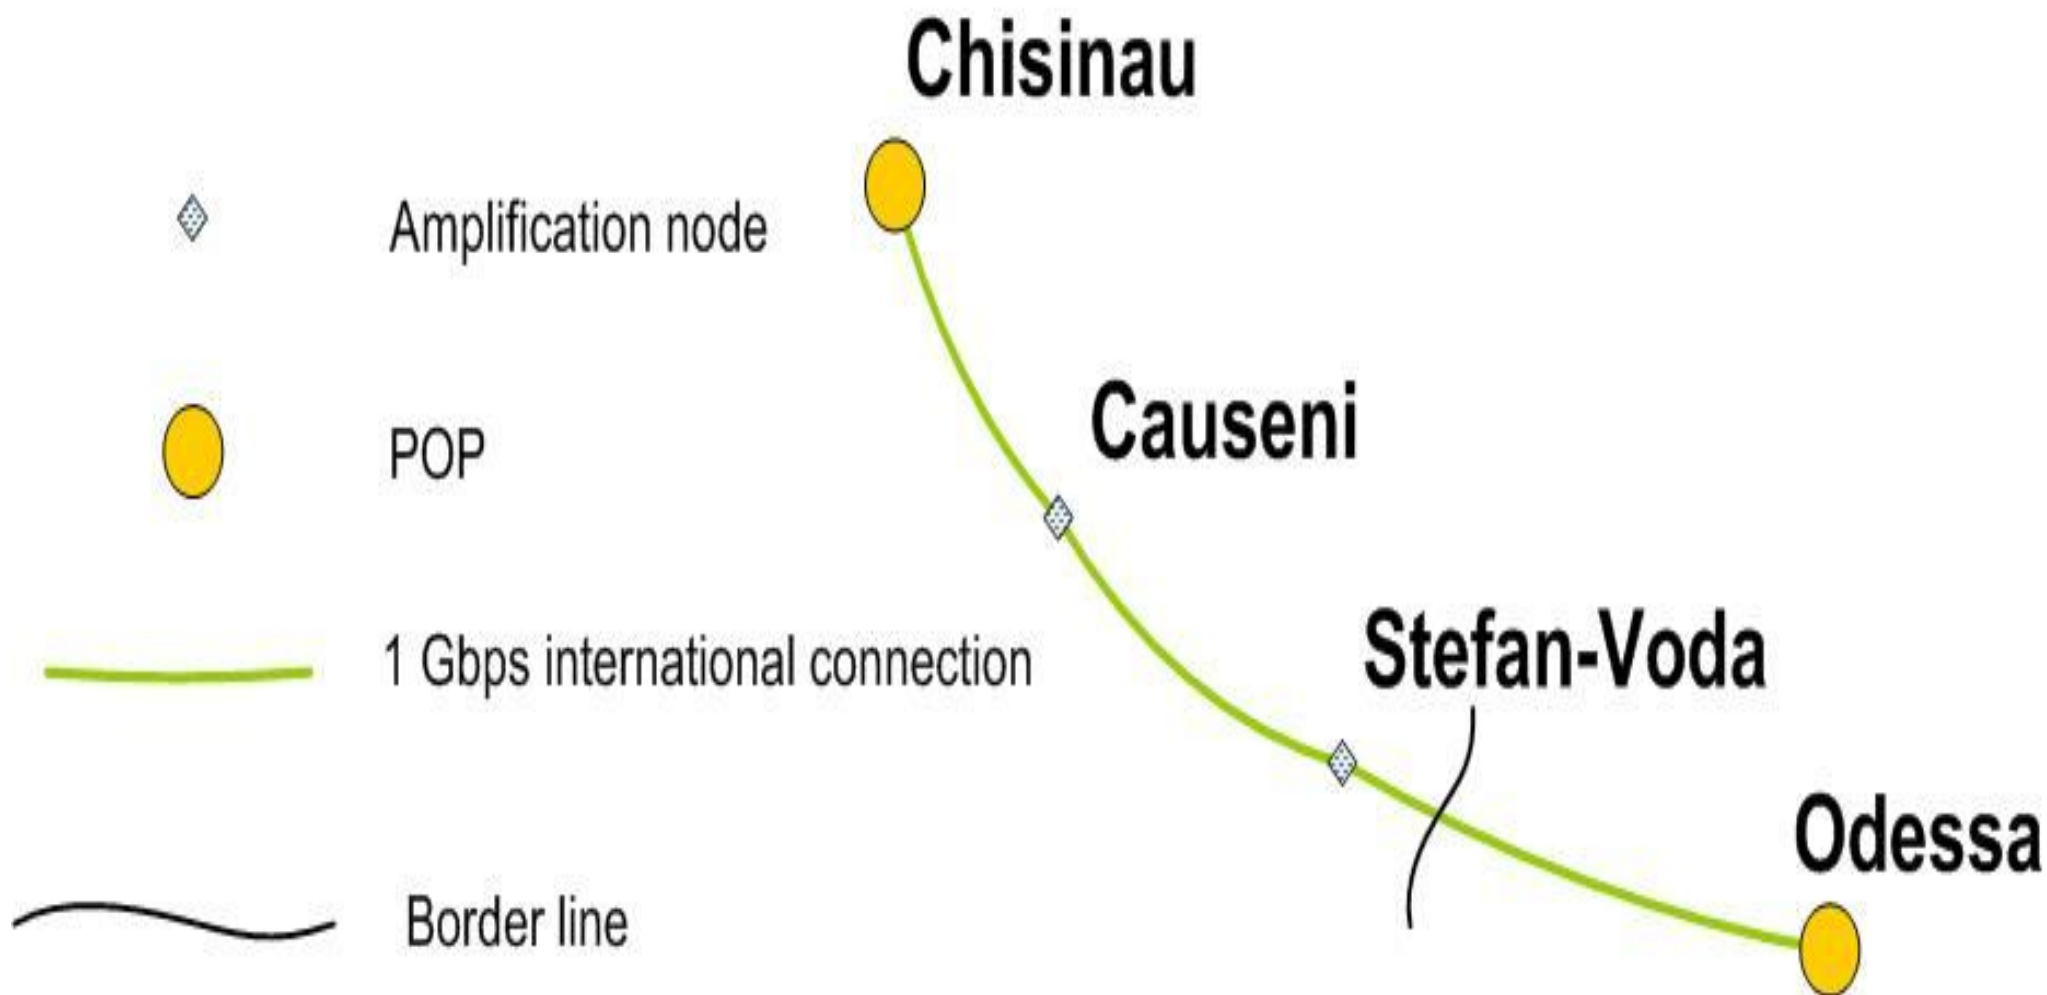 Chisinau
Amplification node
Causeni
POP
Stefan-Voda
1 Gbps international connection
Odessa
Border line